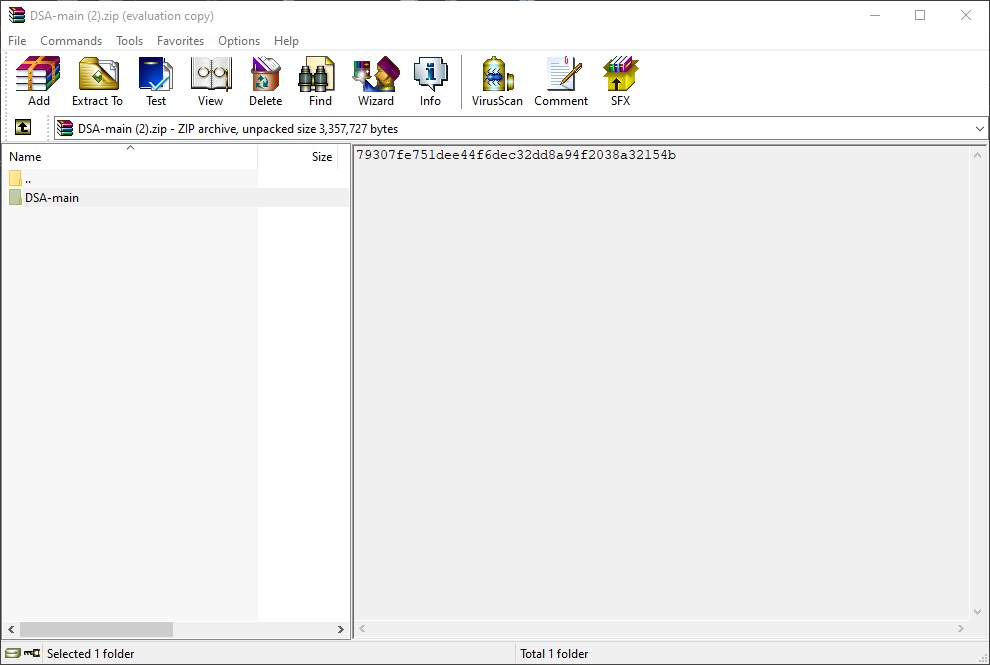 DSA-main (2).zip (evaluation copy)
File Commands Tools Favorites Options Help
Add Extract To Test View Delete Find Wizard Info VirusScan Comment SFX
DSA-main (2).zip - ZIP archive, unpacked size 3,357,727 bytes
Name Size
..
DSA-main
79307fe751dee44f6dec32dd8a94f2038a32154b
Selected 1 folder
Total 1 folder